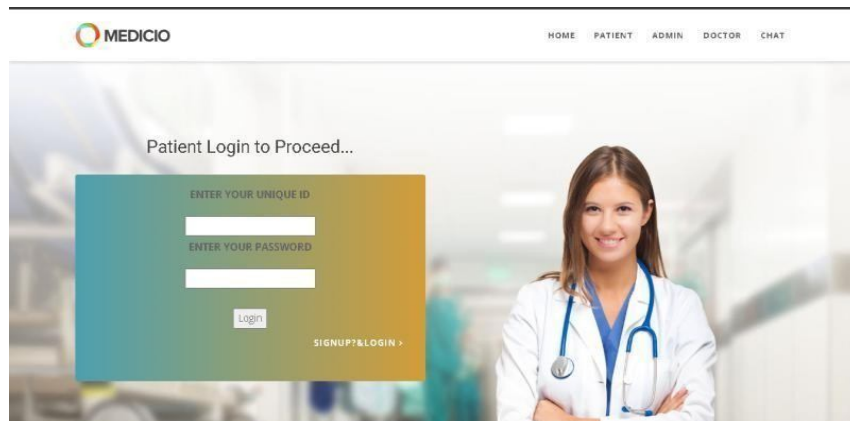 MEDICIO
HOME PATIENT ADMIN DOCTOR CHAT
Patient Login to Proceed...
ENTER YOUR UNIQUE ID
ENTER YOUR PASSWORD
Login
SIGNUP?&LOGIN ›